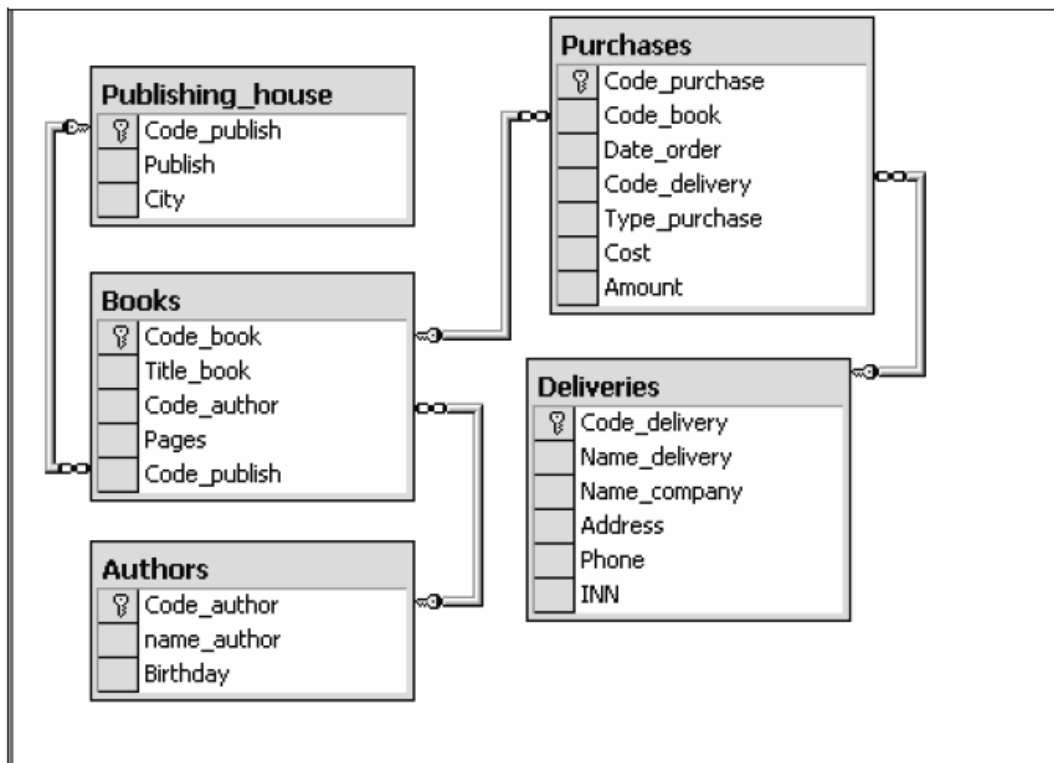 Publishing_house
Code_publish
Publish
City
Books
Code_book
Title_book
Code_author
Pages
Code_publish
Authors
Code_author
name_author
Birthday
Purchases
Code_purchase
Code_book
Date_order
Code_delivery
Type_purchase
Cost
Amount
Deliveries
Code_delivery
Name_delivery
Name_company
Address
Phone
INN